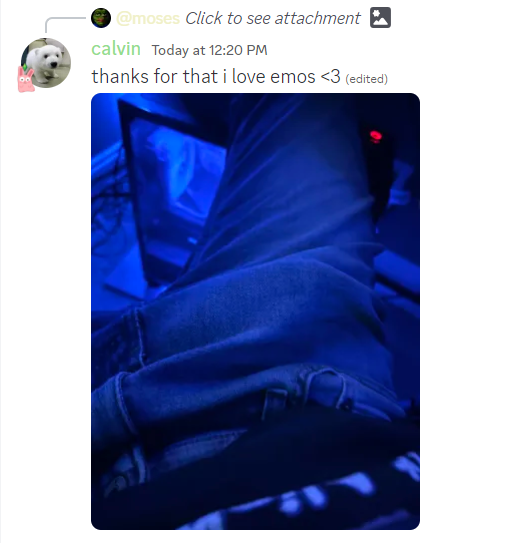 @moses Click to see attachment
calvin Today at 12:20 PM
thanks for that i love emos <3 (edited)